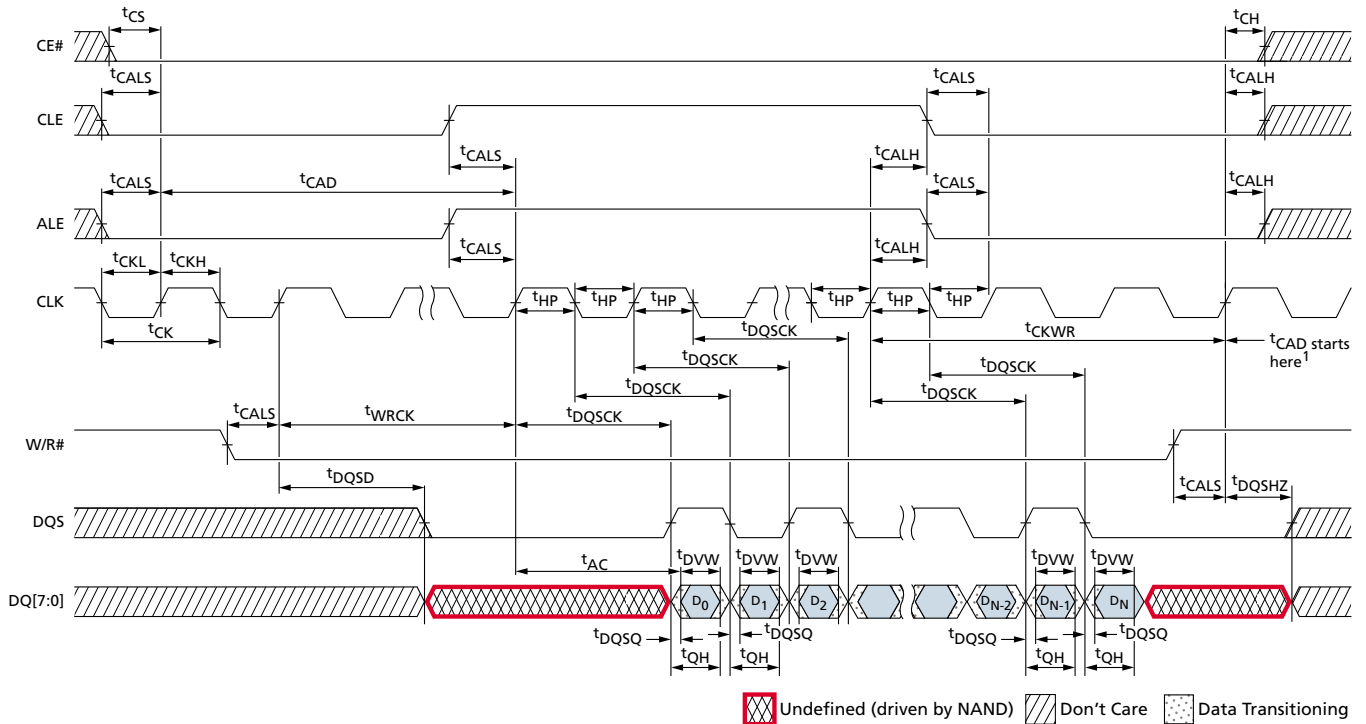 tCS
tCH
CE#
tCALS
tCALS
tCALH
CLE
tCALS
tCALH
tCALS
tCAD
tCALS
tCALH
ALE
tCKL
tCKH
tCALS
tCALH
CLK
tHP
tHP
tHP
tHP
tHP
tHP
tCK
tDQSCK
tCKWR
tCAD starts
here1
tDQSCK
tDQSCK
tDQSCK
tDQSCK
tCALS
tWRCK
tDQSCK
W/R#
tDQSD
tCALS
tDQSHZ
DQS
tAC
tDVW
tDVW
tDVW
tDVW
tDVW
DQ[7:0]
D0
D1
D2
DN-2
DN-1
DN
tDQSQ
tDQSQ
tDQSQ
tDQSQ
tQH
tQH
tQH
tQH
Undefined (driven by NAND)
Don't Care
Data Transitioning